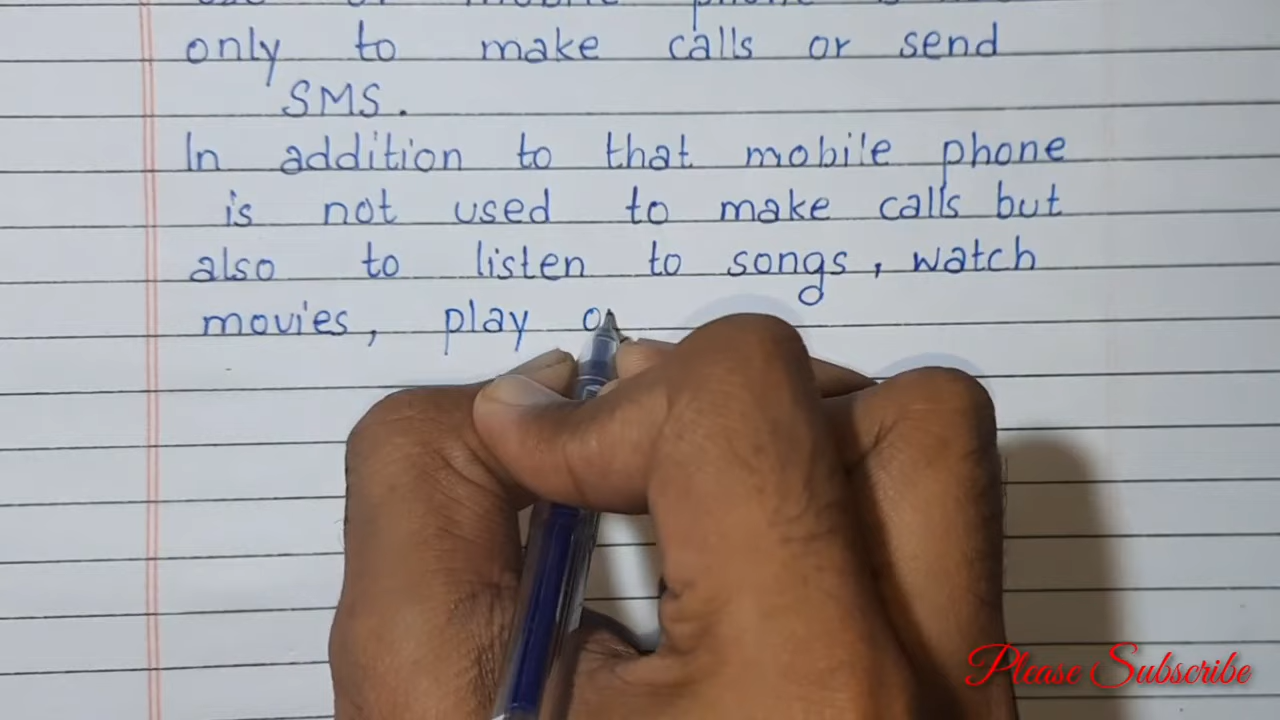 only to make calls or send
SMS.
In addition to that mobile phone
is not used to make calls but
also to listen to songs, watch
movies, play
Please Subscribe